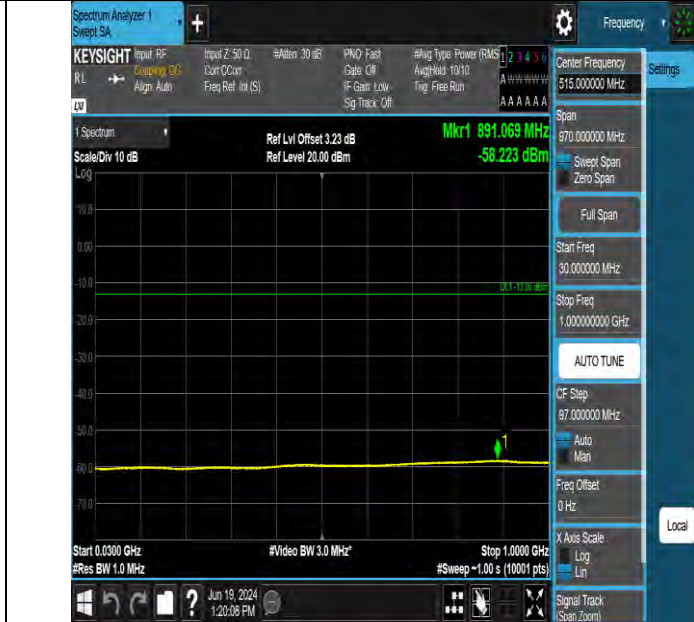 Spectrum Analyzer 1
Swept SA
Frequency
KEYSIGHT
RL
LXI
Input: RF
Coupling: DC
Align: Auto
Input Z: 50 Ω
Corr CCorr
Freq Ref: Int (S)
#Atten: 30 dB
PNO: Fast
Gate: Off
IF Gain: Low
Sig Track: Off
#Avg Type: Power (RMS
Avg|Hold: 10/10
Trig: Free Run
1 2 3 4 5 6
A W W W W W
A A A A A A
1 Spectrum
Scale/Div 10 dB
Log
Ref Lvl Offset 3.23 dB
Ref Level 20.00 dBm
Mkr1 891.069 MHz
-58.223 dBm
10.0
0.00
-10.0
-20.0
-30.0
-40.0
-50.0
-60.0
-70.0
DL1 -13.00 dBm
1
Start 0.0300 GHz
#Res BW 1.0 MHz
#Video BW 3.0 MHz*
Stop 1.0000 GHz
#Sweep ~1.00 s (10001 pts)
Center Frequency
515.000000 MHz
Settings
Span
970.000000 MHz
Swept Span
Zero Span
Full Span
Start Freq
30.000000 MHz
Stop Freq
1.000000000 GHz
AUTO TUNE
CF Step
97.000000 MHz
Auto
Man
Freq Offset
0 Hz
X Axis Scale
Log
Lin
Signal Track
(Span Zoom)
Local
Jun 19, 2024
1:20:08 PM